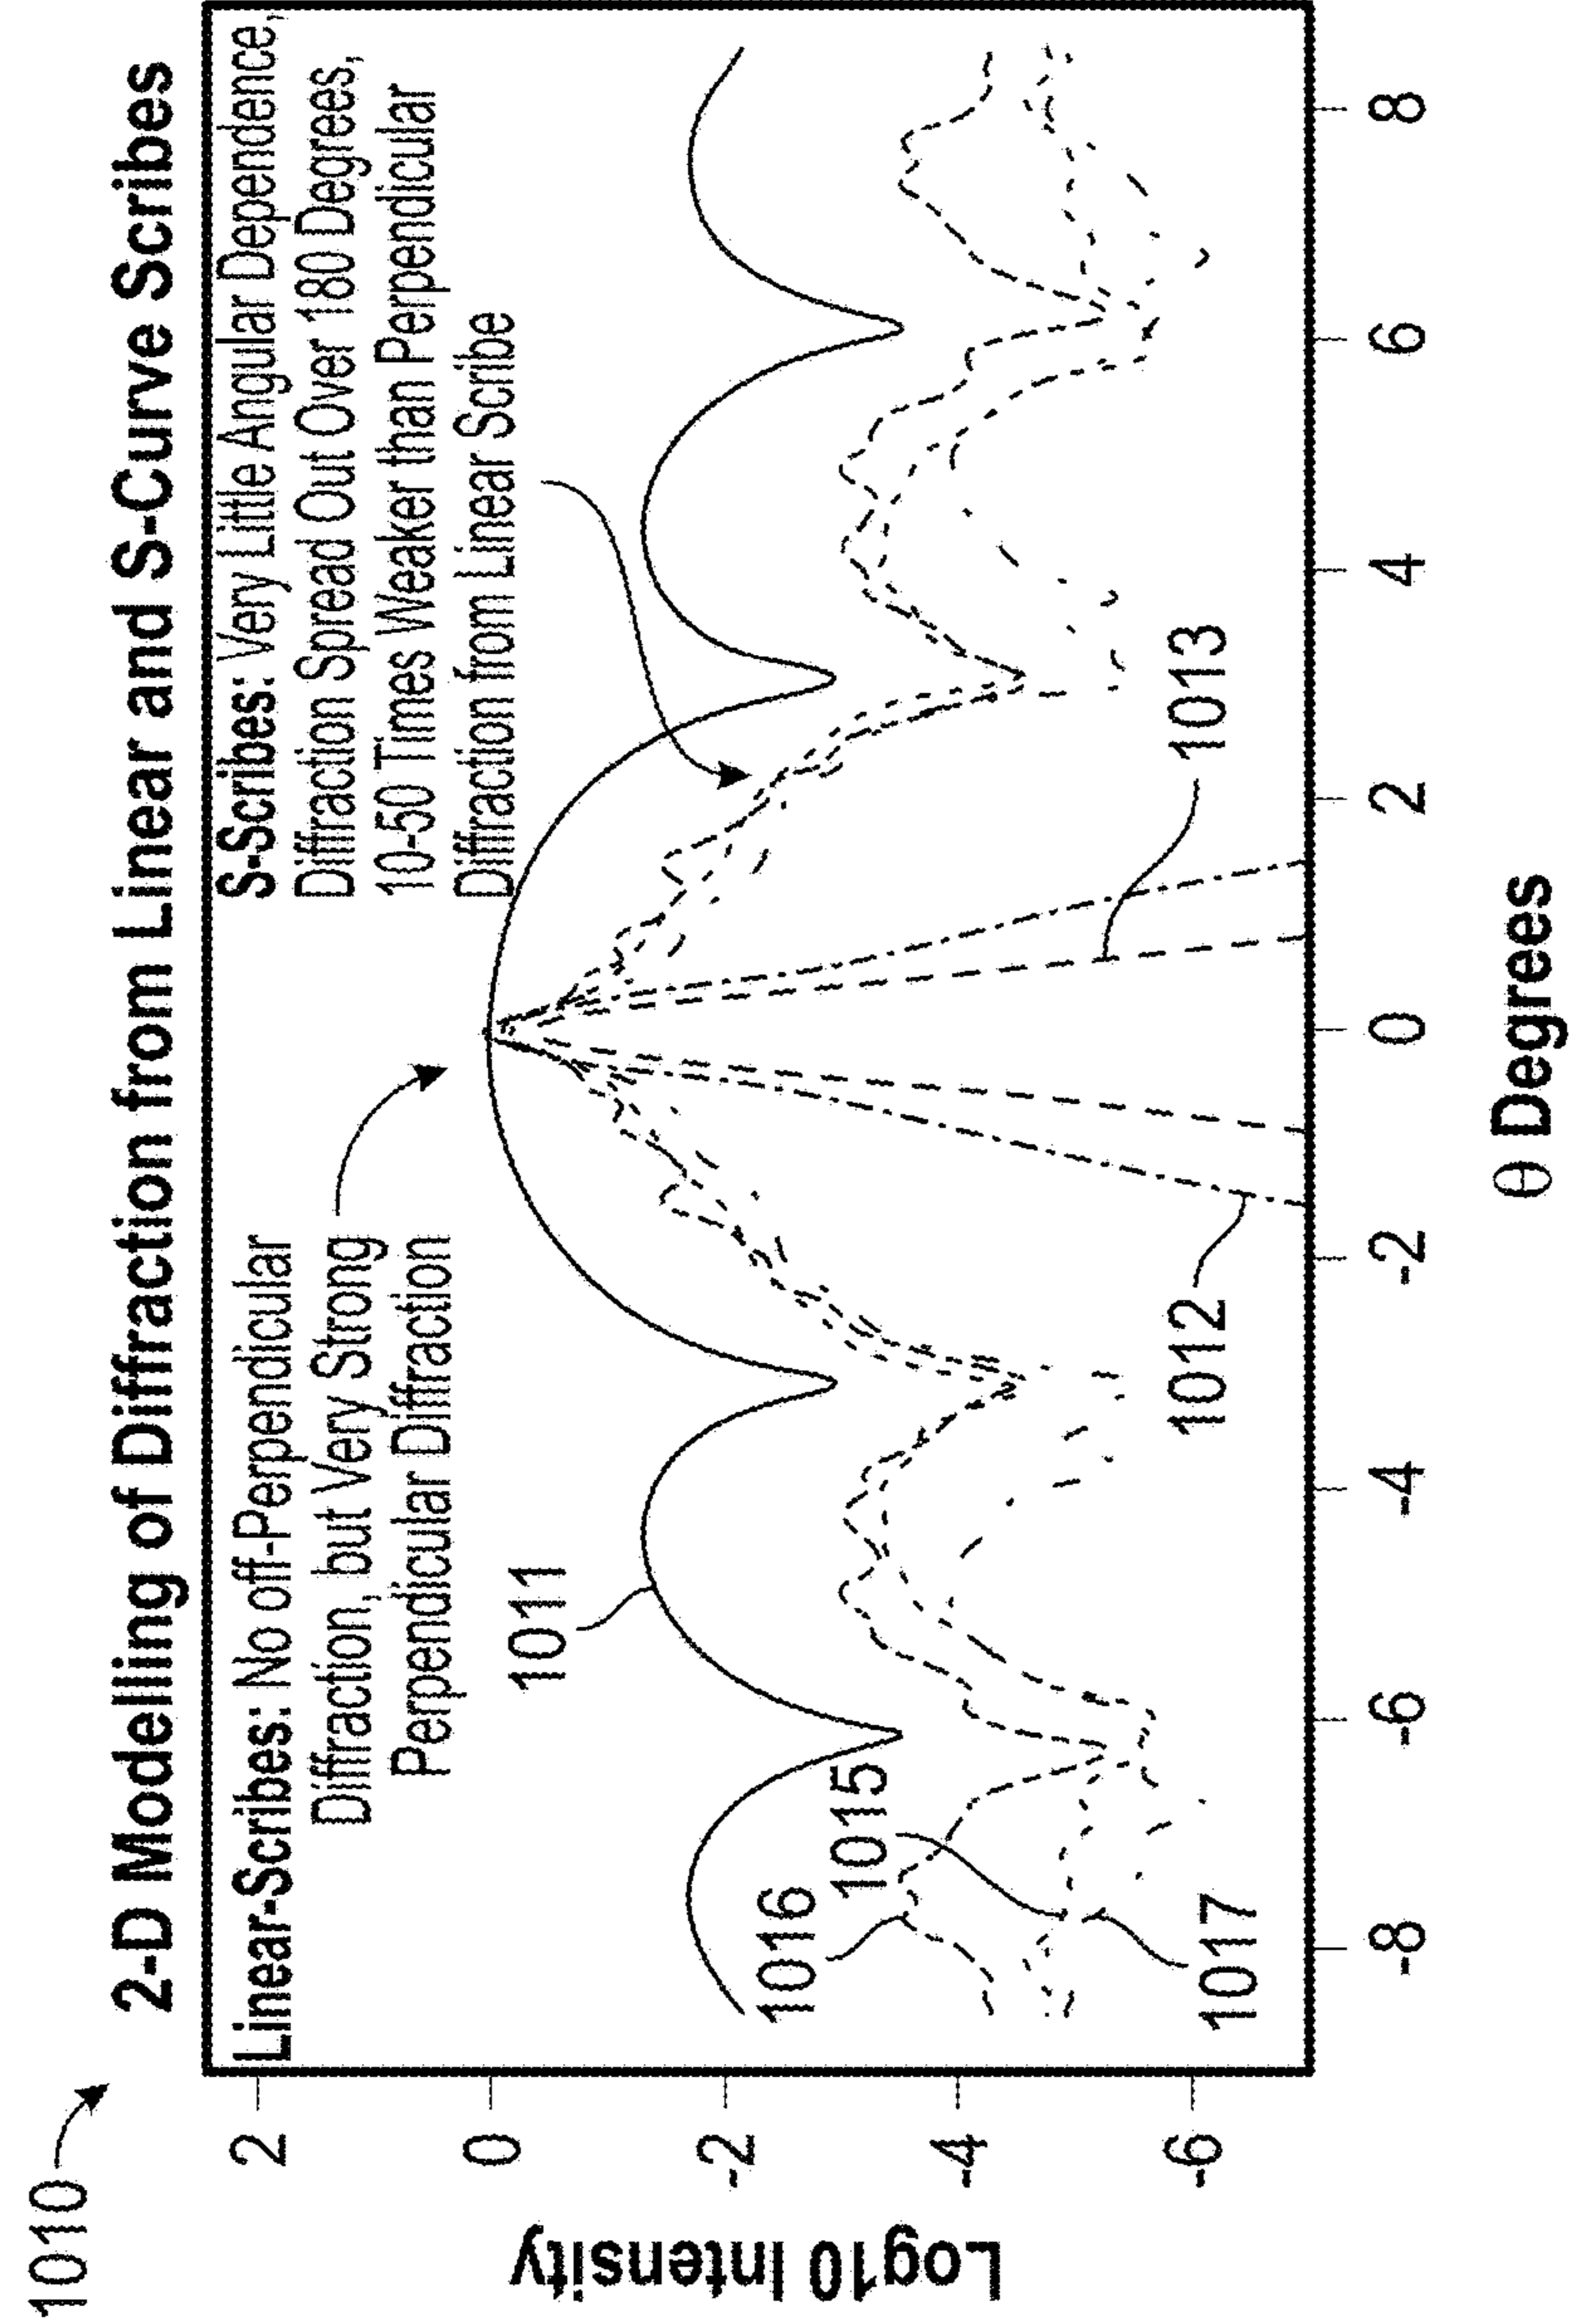 1010
2-D Modelling of Diffraction from Linear and S-Curve Scribes
Linear-Scribes: No off-Perpendicular
Diffraction, but Very Strong
Perpendicular Diffraction
S-Scribes: Very Little Angular Dependence,
Diffraction Spread Out Over 180 Degrees,
10-50 Times Weaker than Perpendicular
Diffraction from Linear Scribe
1011
1016
1015
1017
1012
1013
2
0
-2
-4
-6
Log10 Intensity
-8 -6 -4 -2 0 2 4 6 8
θ Degrees